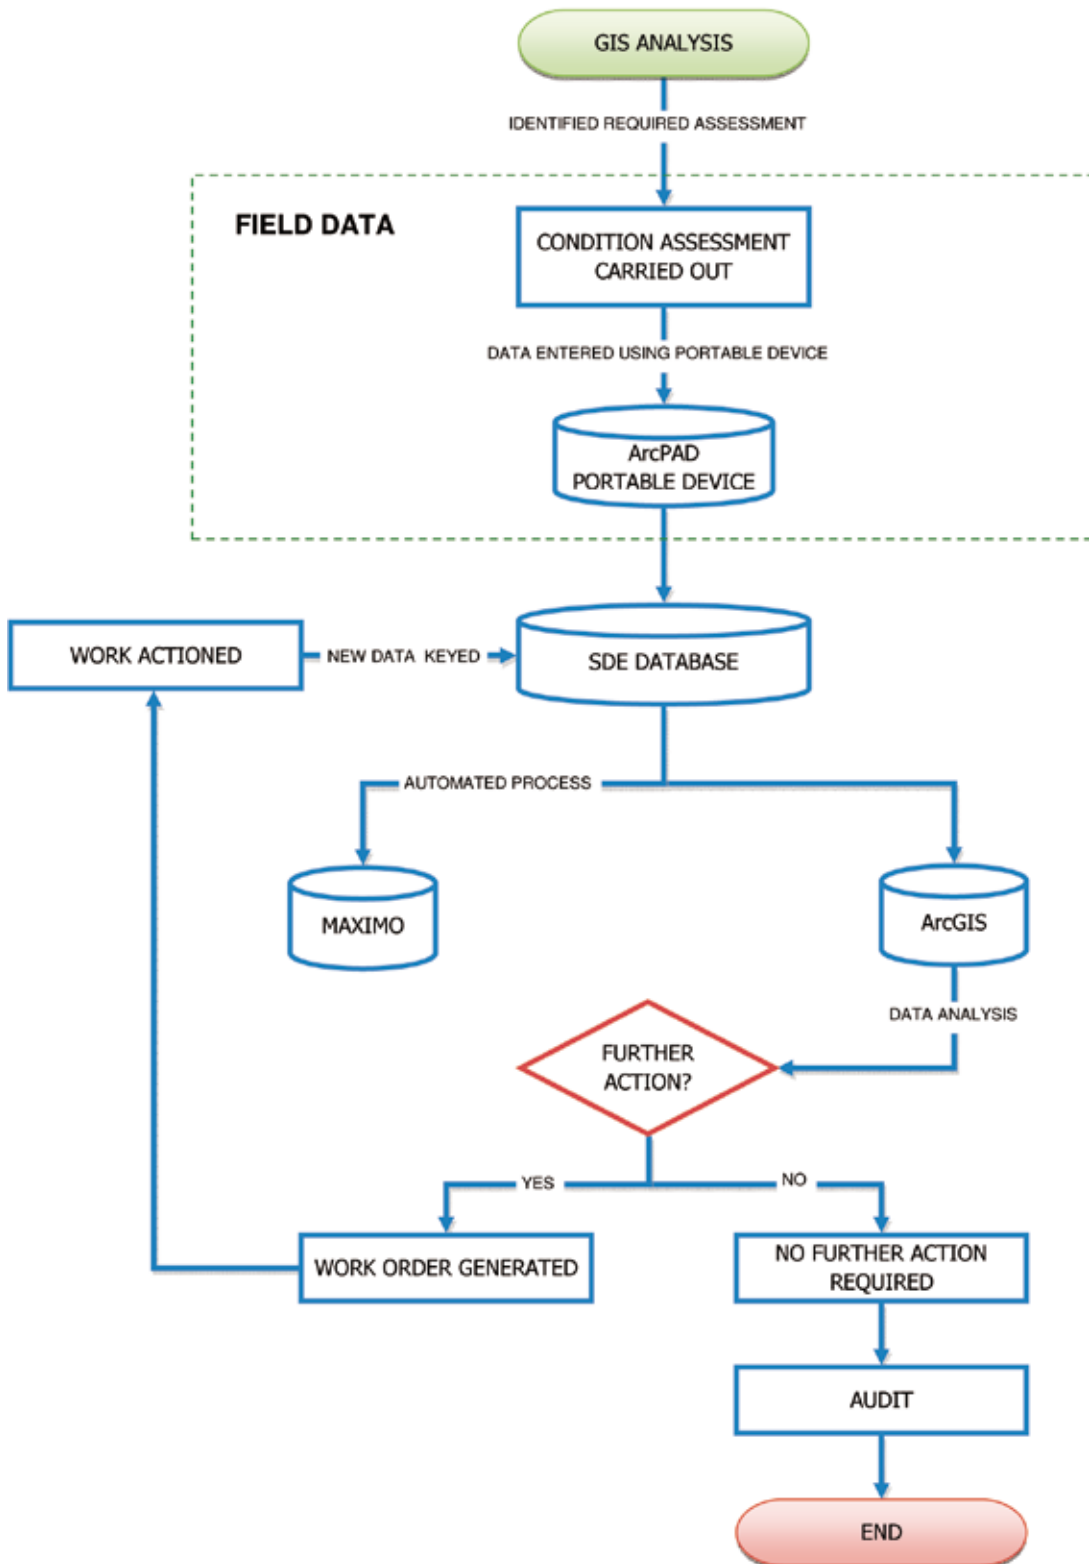 GIS ANALYSIS
IDENTIFIED REQUIRED ASSESSMENT
FIELD DATA
CONDITION ASSESSMENT
CARRIED OUT
DATA ENTERED USING PORTABLE DEVICE
ArcPAD
PORTABLE DEVICE
WORK ACTIONED
NEW DATA KEYED
SDE DATABASE
AUTOMATED PROCESS
MAXIMO
ArcGIS
DATA ANALYSIS
FURTHER
ACTION?
YES
NO
WORK ORDER GENERATED
NO FURTHER ACTION
REQUIRED
AUDIT
END